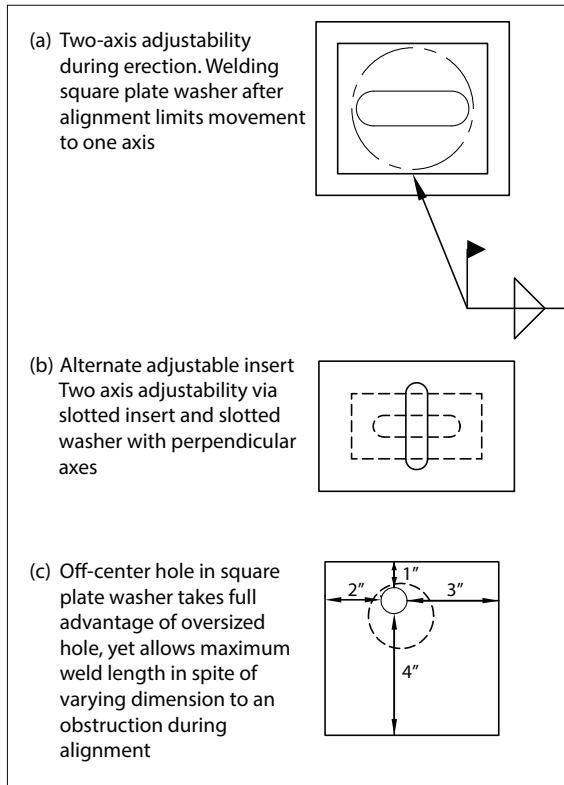 (a) Two-axis adjustability
during erection. Welding
square plate washer after
alignment limits movement
to one axis
(b) Alternate adjustable insert
Two axis adjustability via
slotted insert and slotted
washer with perpendicular
axes
(c) Off-center hole in square
plate washer takes full
advantage of oversized
hole, yet allows maximum
weld length in spite of
varying dimension to an
obstruction during
alignment
1”
2”
3”
4”